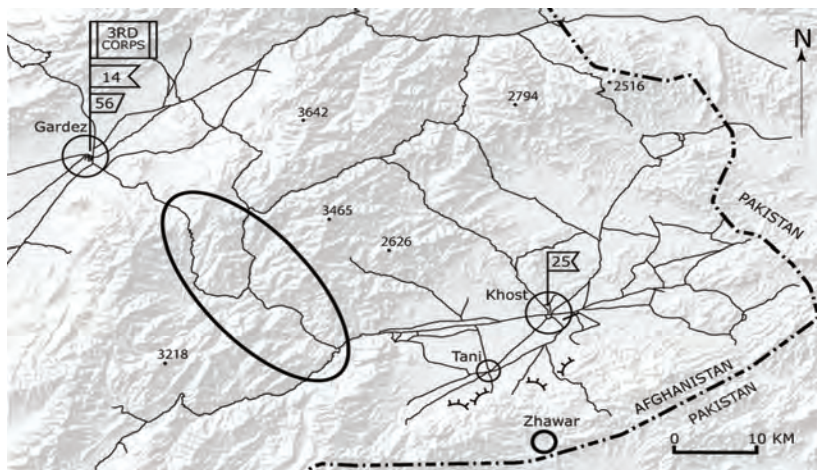 3RD
CORPS
14
56
Gardez
3642
2794
2516
N
3465
2626
PAKISTAN
25
Khost
3218
Tani
Zhawar
AFGHANISTAN
PAKISTAN
0 10 KM